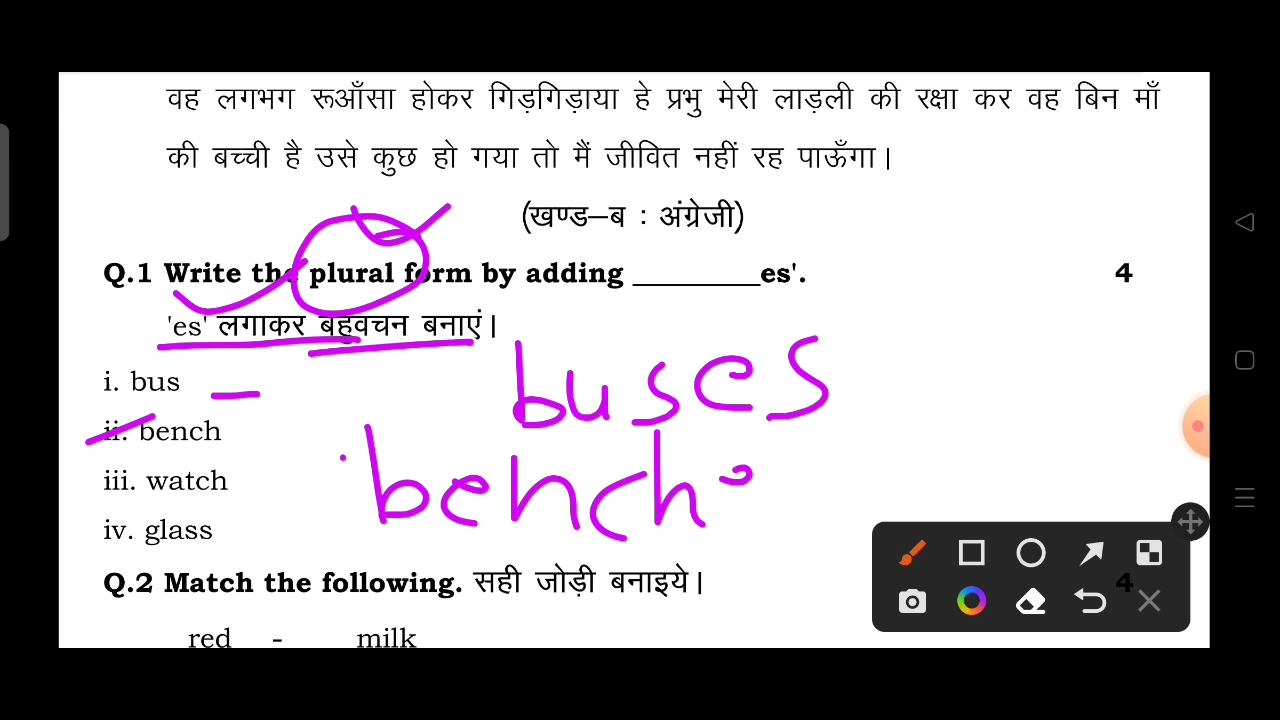 वह लगभग रूआँसा होकर गिड़गिड़ाया हे प्रभु मेरी लाड़ली की रक्षा कर वह बिन माँ
की बच्ची है उसे कुछ हो गया तो मैं जीवित नहीं रह पाऊँगा।
(खण्ड–ब : अंग्रेजी)
Q.1 Write the plural form by adding _________es'. 4
'es' लगाकर बहुवचन बनाएं।
i. bus – buses
ii. bench bench
iii. watch
iv. glass
Q.2 Match the following. सही जोड़ी बनाइये। 4
red - milk